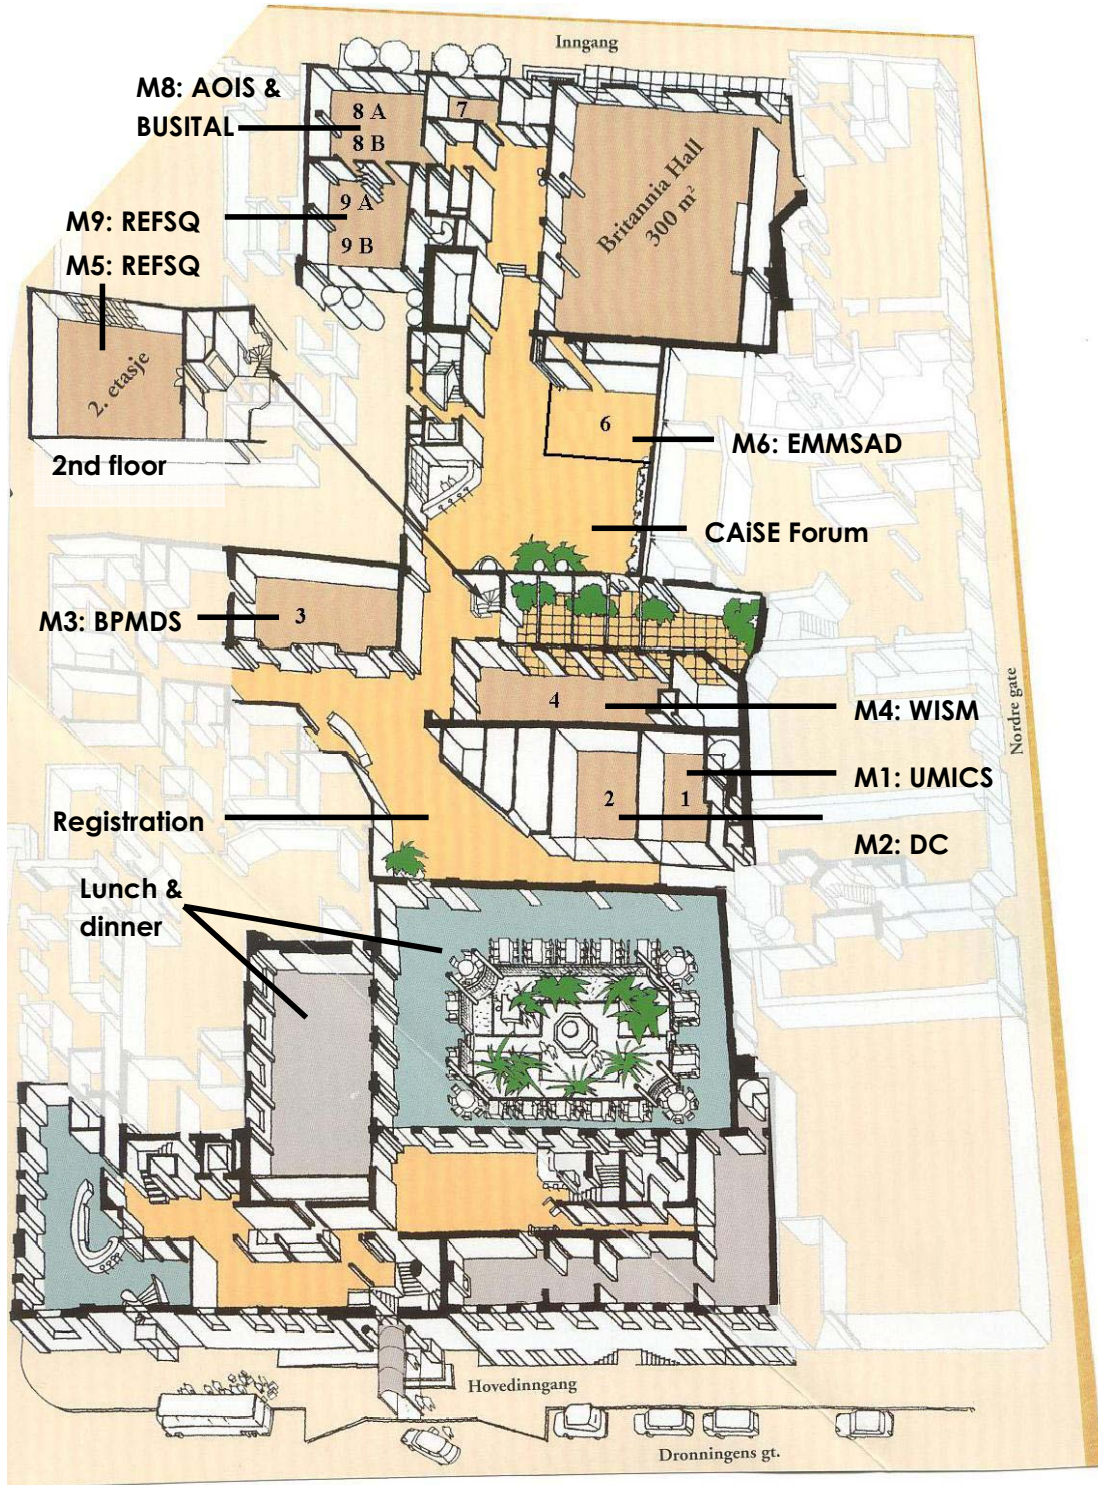 Inngang
M8: AOIS &
BUSITAL
8 A
8 B
7
Britannia Hall
300 m²
M9: REFSQ
9 A
9 B
M5: REFSQ
2. etasje
2nd floor
6
M6: EMMSAD
CAiSE Forum
M3: BPMDS
3
4
M4: WISM
Nordre gate
M1: UMICS
2
1
Registration
M2: DC
Lunch &
dinner
Hovedinngang
Dronningens gt.